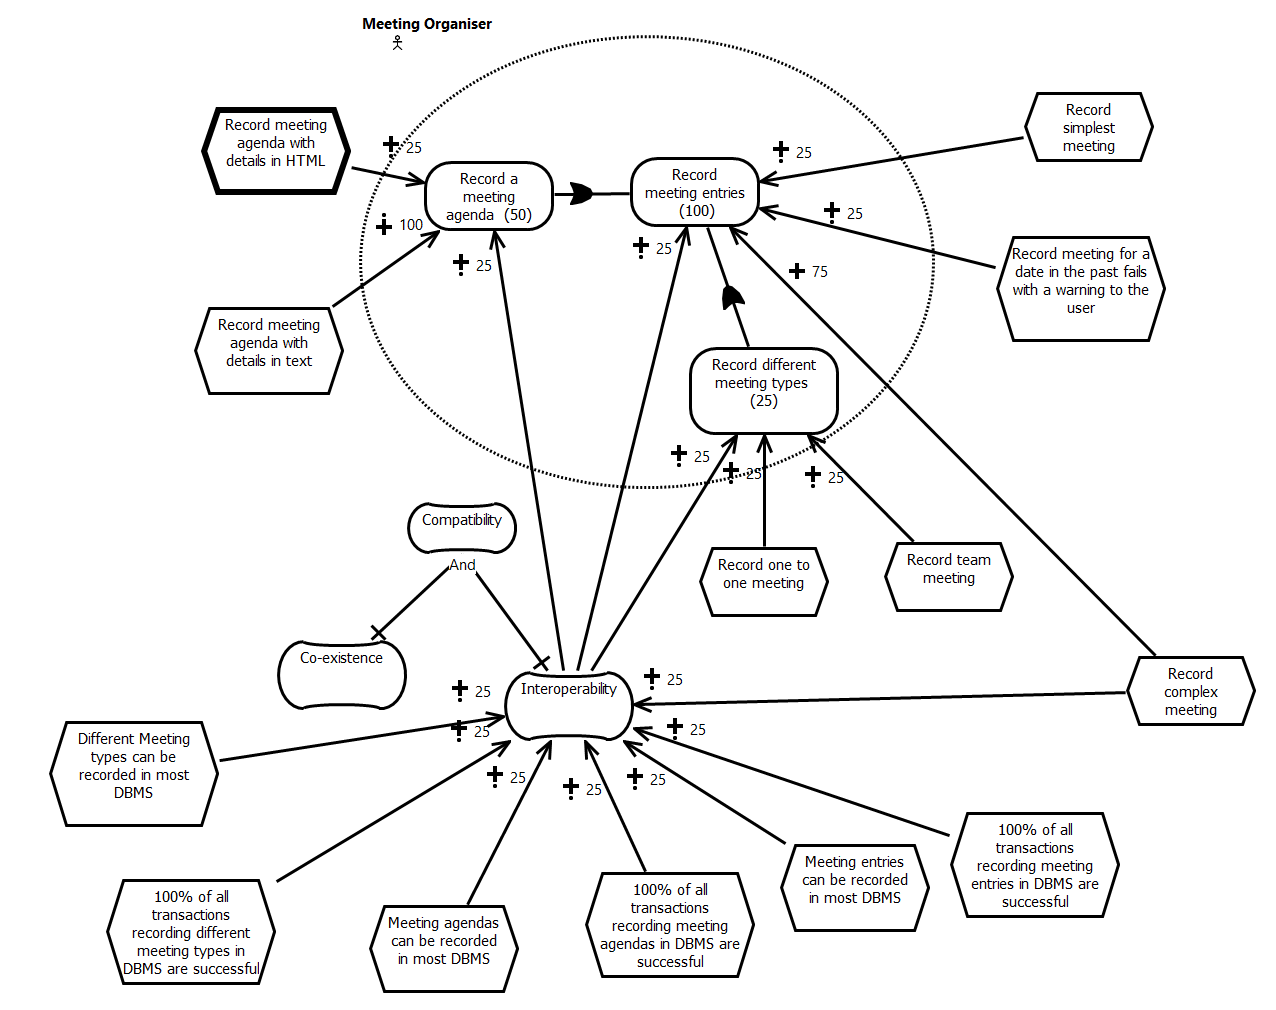 Meeting Organiser
Record meeting
agenda with
details in HTML
25
Record a
meeting
agenda  (50)
Record
meeting entries
(100)
25
Record
simplest
meeting
100
25
25
25
75
Record meeting for a
date in the past fails
with a warning to the
user
Record meeting
agenda with
details in text
Record different
meeting types
(25)
25
25
25
Compatibility
And
Record one to
one meeting
Record team
meeting
Co-existence
Interoperability
25
25
Record
complex
meeting
25
25
Different Meeting
types can be
recorded in most
DBMS
25
25
25
100% of all
transactions
recording different
meeting types in
DBMS are successful
Meeting agendas
can be recorded
in most DBMS
100% of all
transactions
recording meeting
agendas in DBMS are
successful
Meeting entries
can be recorded
in most DBMS
100% of all
transactions
recording meeting
entries in DBMS are
successful